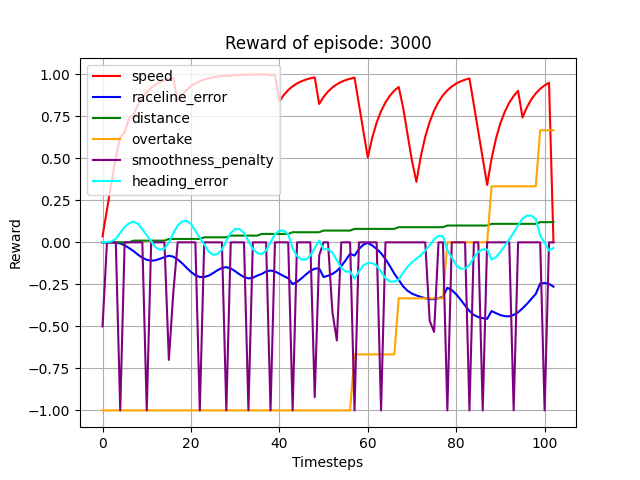 Reward of episode: 3000
1.00
0.75
0.50
0.25
0.00
−0.25
−0.50
−0.75
−1.00
Reward
speed
raceline_error
distance
overtake
smoothness_penalty
heading_error
0 20 40 60 80 100
Timesteps